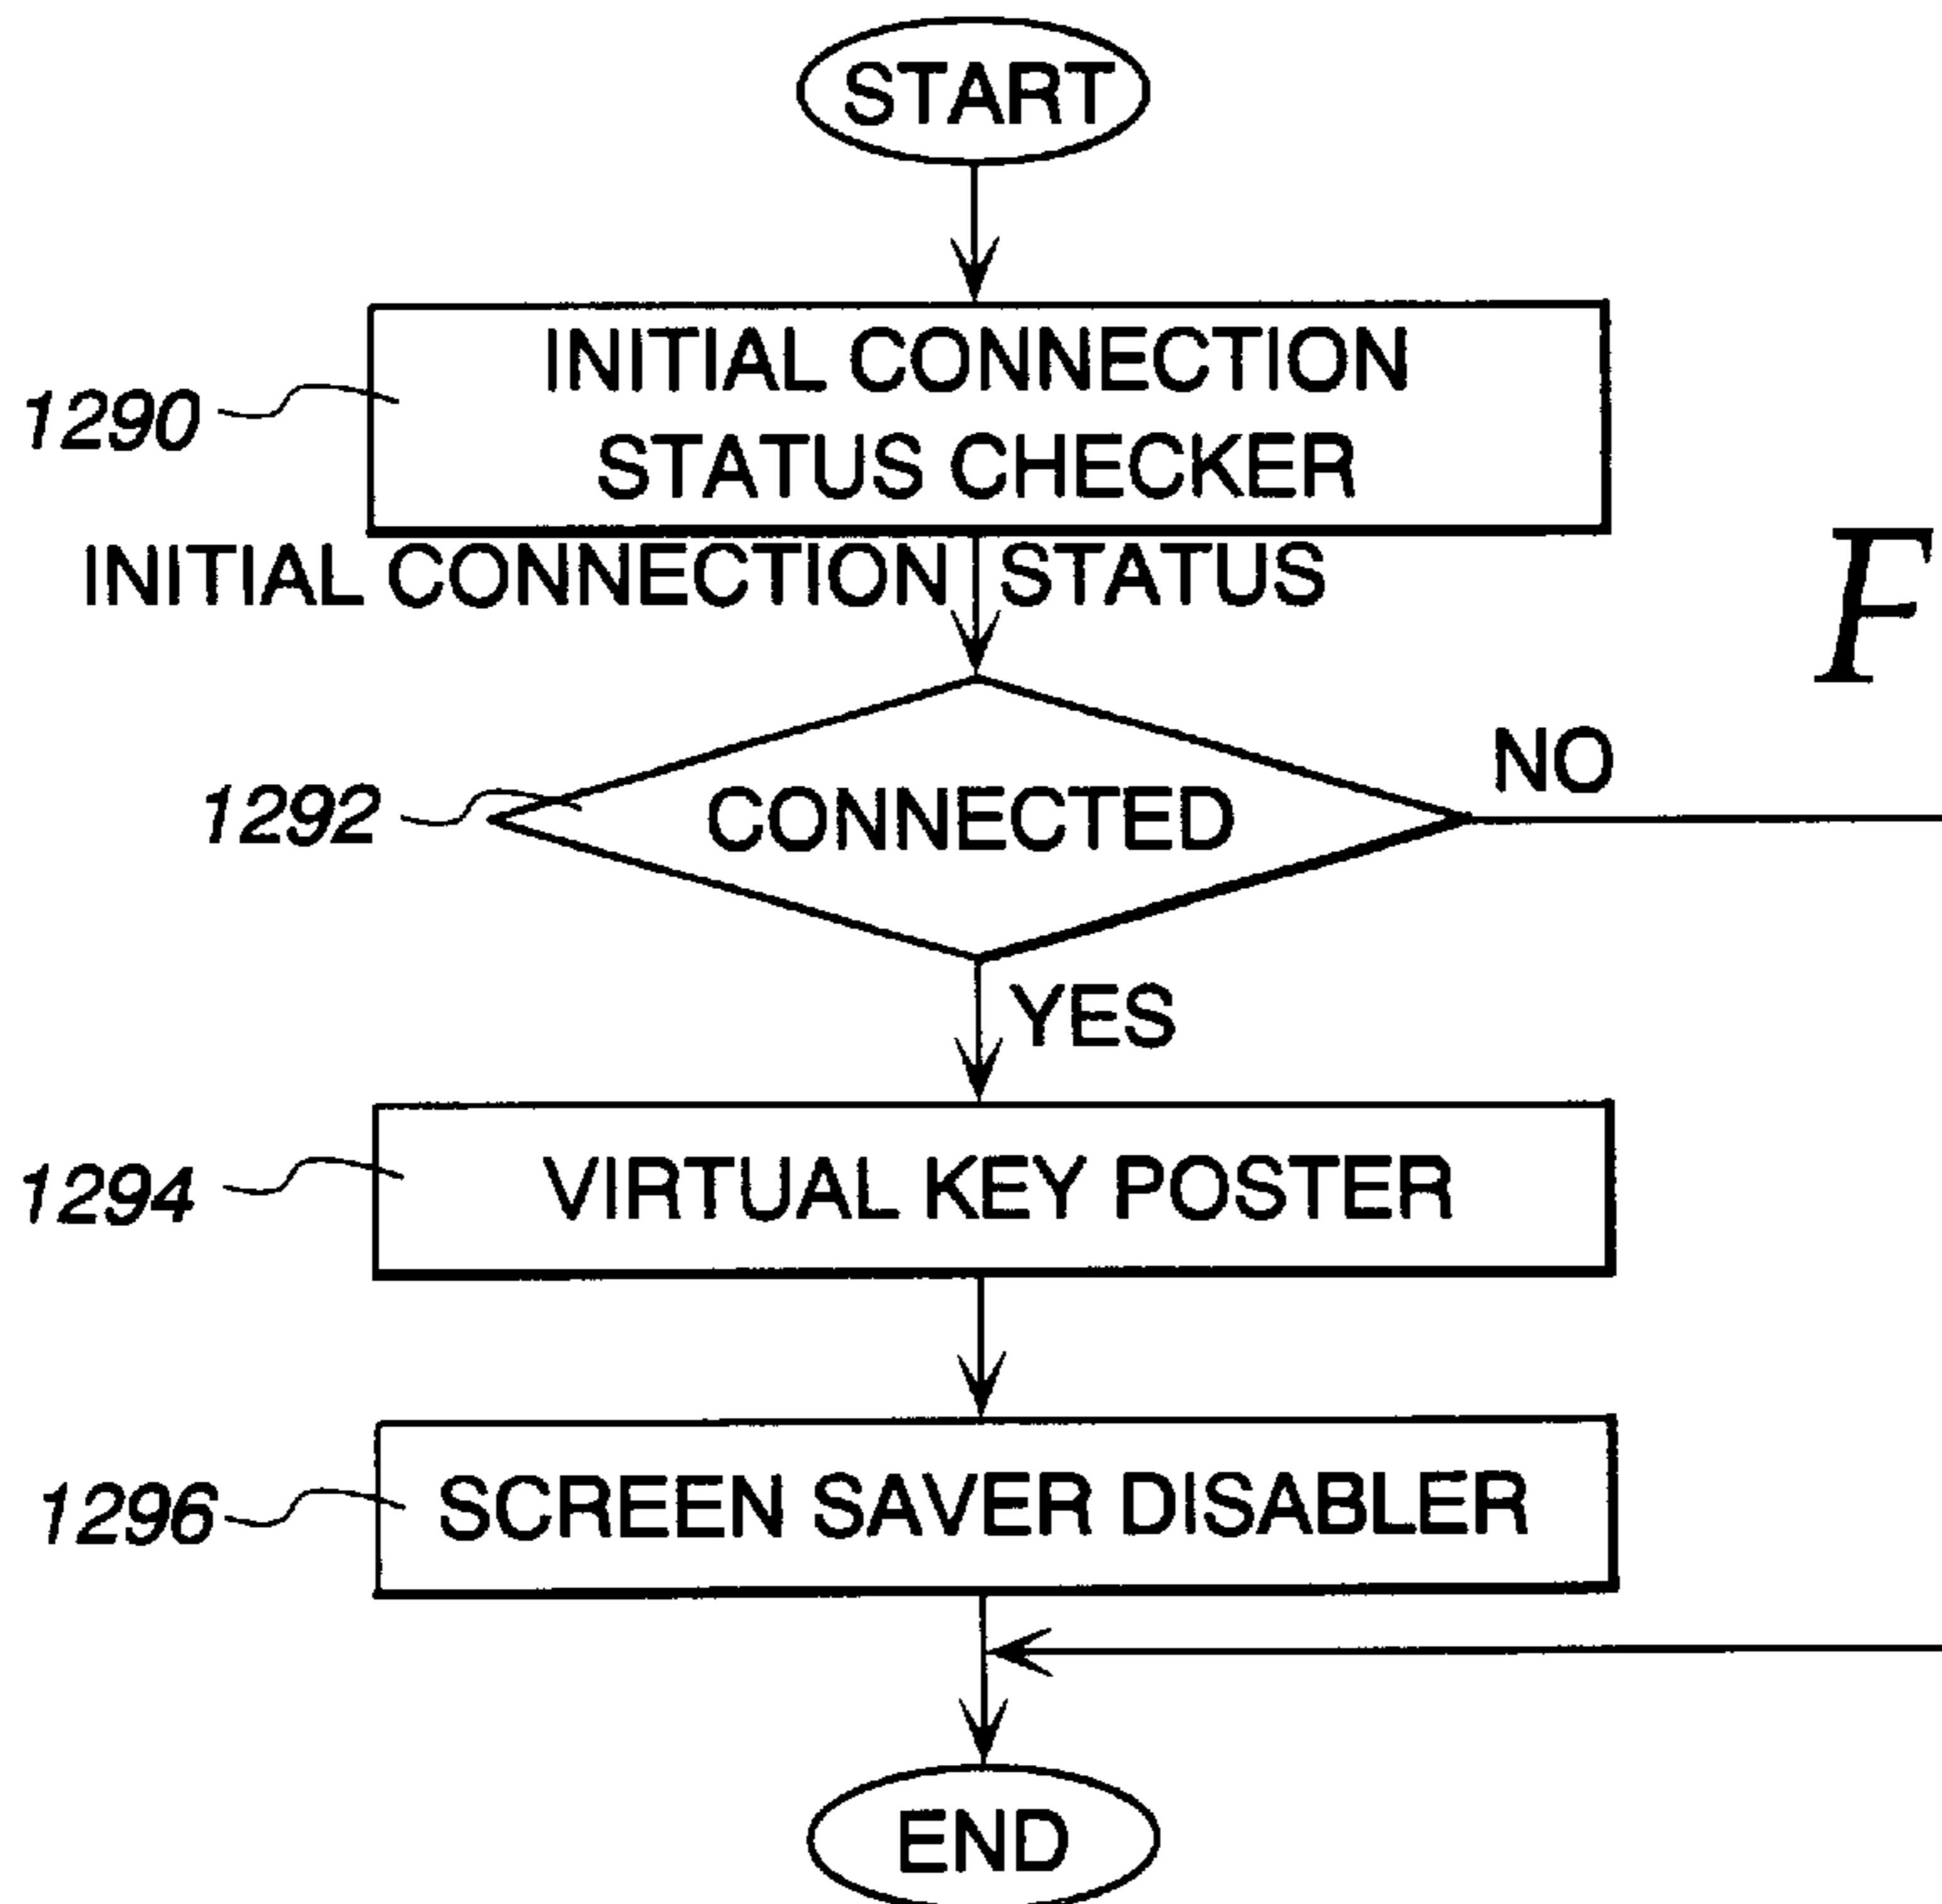 START
INITIAL CONNECTION
1290
STATUS CHECKER
INITIAL CONNECTION STATUS
F
NO
1292
CONNECTED
YES
1294
VIRTUAL KEY POSTER
1296
SCREEN SAVER DISABLER
END